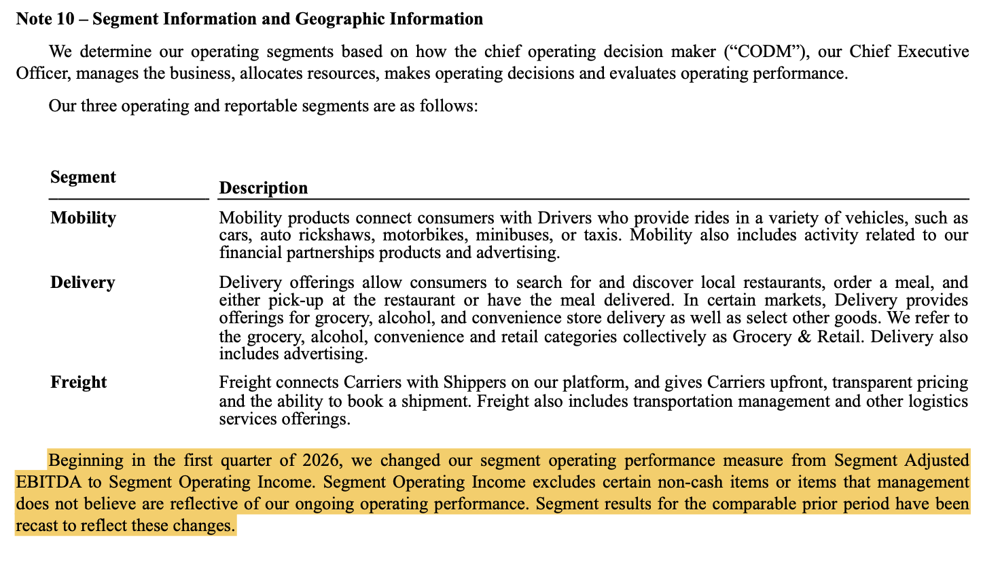 Note 10 – Segment Information and Geographic Information
We determine our operating segments based on how the chief operating decision maker (“CODM”), our Chief Executive
Officer, manages the business, allocates resources, makes operating decisions and evaluates operating performance.
Our three operating and reportable segments are as follows:
Segment
Description
Mobility
Mobility products connect consumers with Drivers who provide rides in a variety of vehicles, such as
cars, auto rickshaws, motorbikes, minibuses, or taxis. Mobility also includes activity related to our
financial partnerships products and advertising.
Delivery
Delivery offerings allow consumers to search for and discover local restaurants, order a meal, and
either pick-up at the restaurant or have the meal delivered. In certain markets, Delivery provides
offerings for grocery, alcohol, and convenience store delivery as well as select other goods. We refer to
the grocery, alcohol, convenience and retail categories collectively as Grocery & Retail. Delivery also
includes advertising.
Freight
Freight connects Carriers with Shippers on our platform, and gives Carriers upfront, transparent pricing
and the ability to book a shipment. Freight also includes transportation management and other logistics
services offerings.
Beginning in the first quarter of 2026, we changed our segment operating performance measure from Segment Adjusted
EBITDA to Segment Operating Income. Segment Operating Income excludes certain non-cash items or items that management
does not believe are reflective of our ongoing operating performance. Segment results for the comparable prior period have been
recast to reflect these changes.